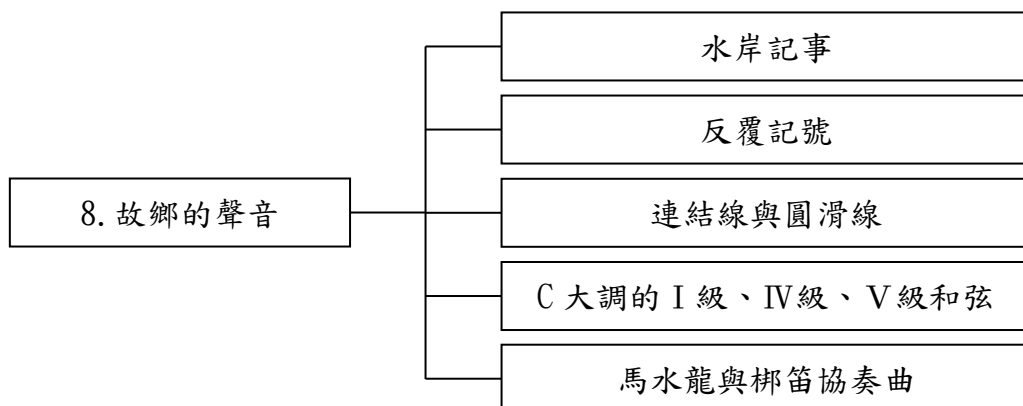 水岸記事
反覆記號
8.故鄉的聲音
連結線與圓滑線
C大調的Ⅰ級、Ⅳ級、Ⅴ級和弦
馬水龍與梆笛協奏曲